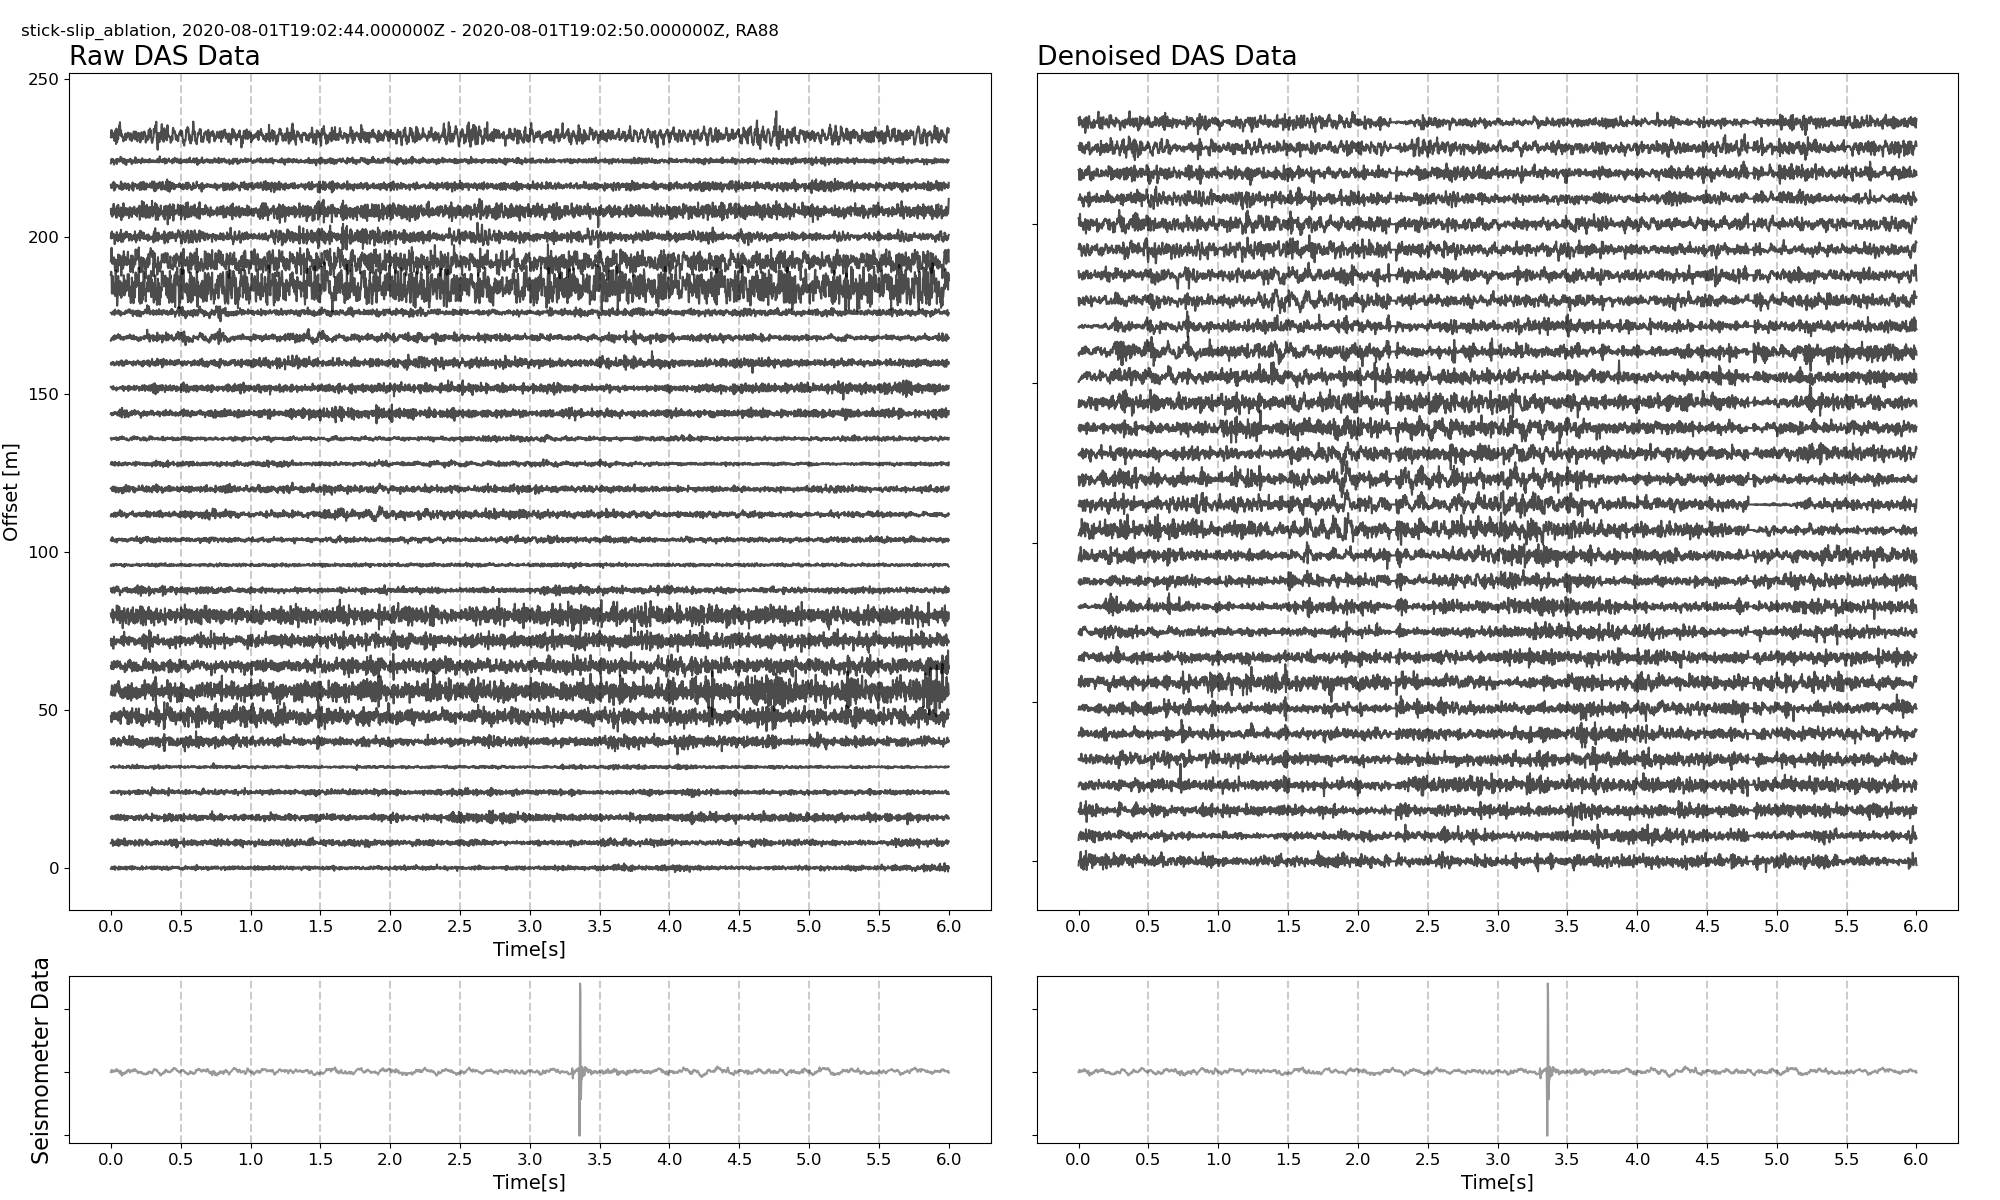 stick-slip_ablation, 2020-08-01T19:02:44.000000Z - 2020-08-01T19:02:50.000000Z, RA88
Raw DAS Data
Denoised DAS Data
Offset [m]
250
200
150
100
50
0
0.0 0.5 1.0 1.5 2.0 2.5 3.0 3.5 4.0 4.5 5.0 5.5 6.0
Time[s]
0.0 0.5 1.0 1.5 2.0 2.5 3.0 3.5 4.0 4.5 5.0 5.5 6.0
Seismometer Data
0.0 0.5 1.0 1.5 2.0 2.5 3.0 3.5 4.0 4.5 5.0 5.5 6.0
Time[s]
0.0 0.5 1.0 1.5 2.0 2.5 3.0 3.5 4.0 4.5 5.0 5.5 6.0
Time[s]